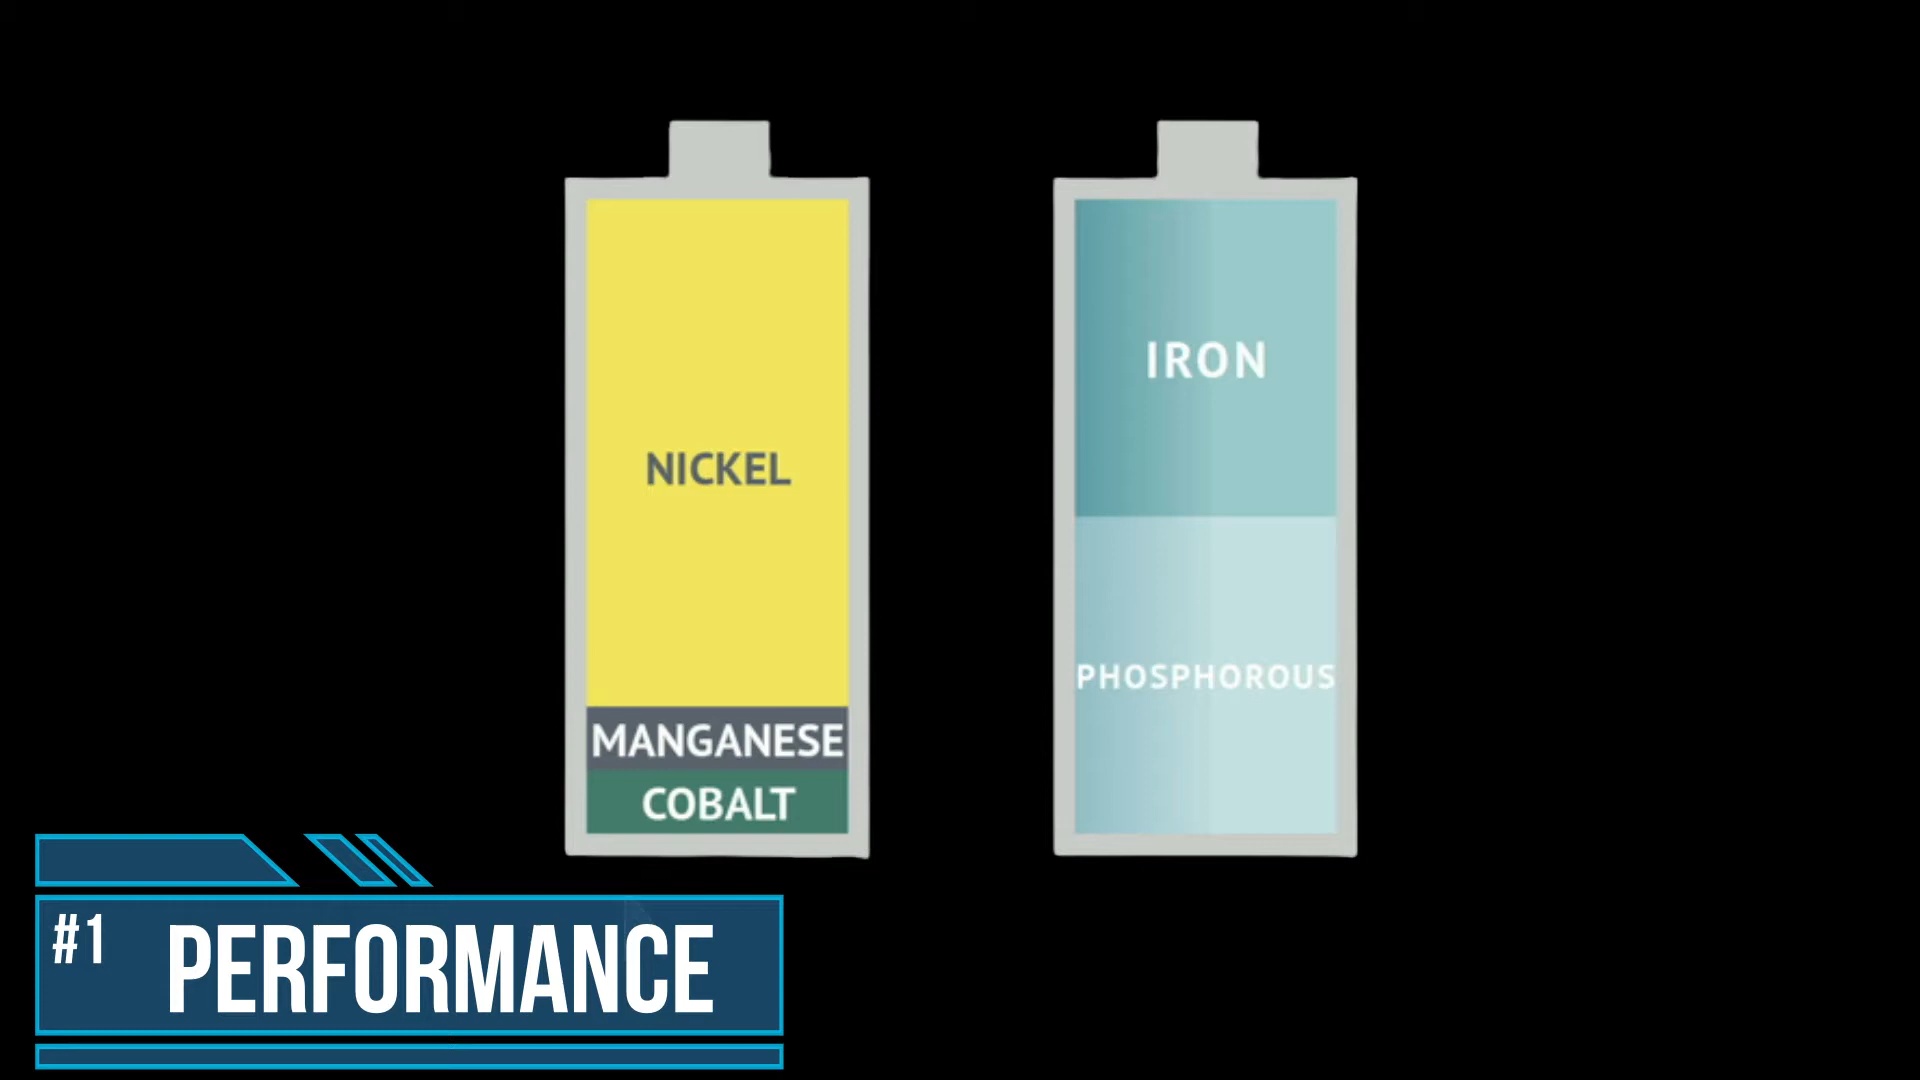 NICKEL
MANGANESE
COBALT
IRON
PHOSPHOROUS
#1 PERFORMANCE